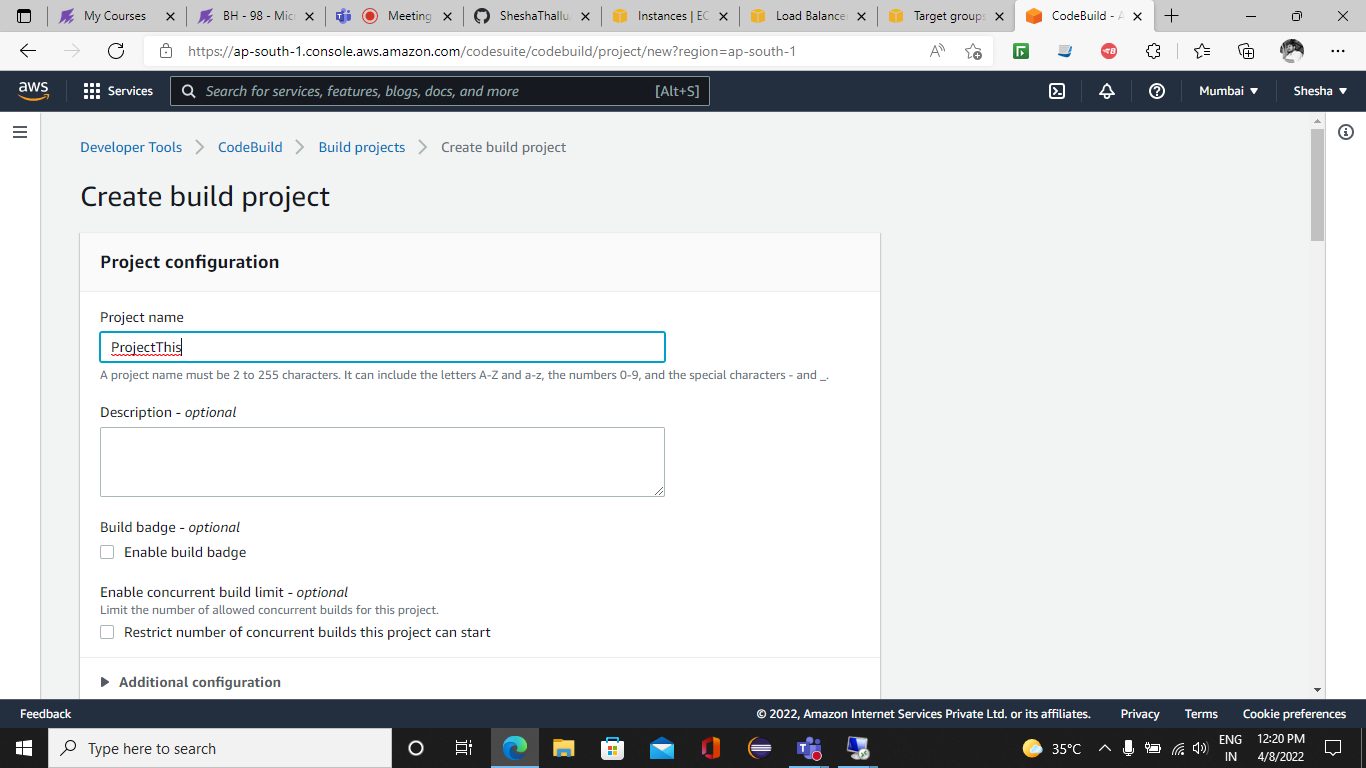 My Courses
BH - 98 - Mic
Meeting
SheshaThallu
Instances | EC
Load Balance
Target groups
CodeBuild - A
https://ap-south-1.console.aws.amazon.com/codesuite/codebuild/project/new?region=ap-south-1
aws
Services
Search for services, features, blogs, docs, and more
[Alt+S]
Mumbai
Shesha
Developer Tools
CodeBuild
Build projects
Create build project
Create build project
Project configuration
Project name
ProjectThis
A project name must be 2 to 255 characters. It can include the letters A-Z and a-z, the numbers 0-9, and the special characters - and _.
Description - optional
Build badge - optional
Enable build badge
Enable concurrent build limit - optional
Limit the number of allowed concurrent builds for this project.
Restrict number of concurrent builds this project can start
Additional configuration
Feedback
© 2022, Amazon Internet Services Private Ltd. or its affiliates.
Privacy
Terms
Cookie preferences
Type here to search
35°C
ENG
IN
12:20 PM
4/8/2022